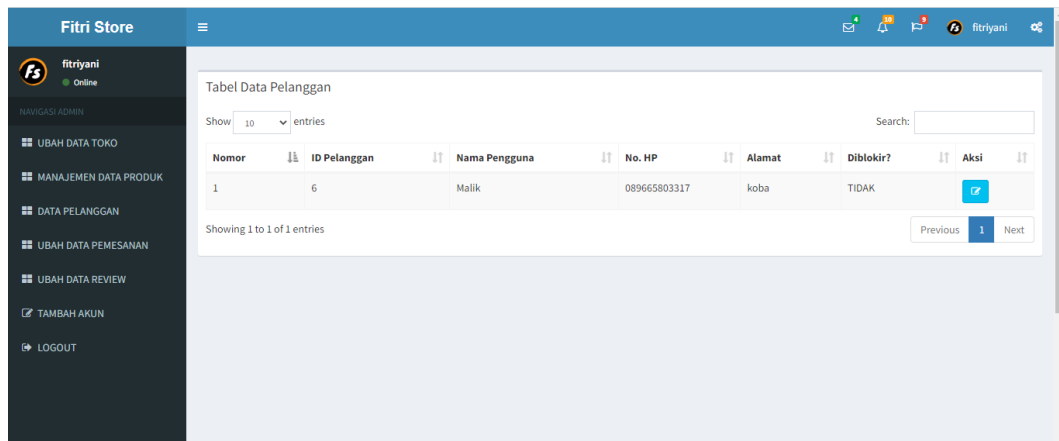 Fitri Store
4 10 9 Fs fitriyani
Fs fitriyani
Online
NAVIGASI ADMIN
UBAH DATA TOKO
MANAJEMEN DATA PRODUK
DATA PELANGGAN
UBAH DATA PEMESANAN
UBAH DATA REVIEW
TAMBAH AKUN
LOGOUT
Tabel Data Pelanggan
Show 10 entries Search:
Nomor ID Pelanggan Nama Pengguna No. HP Alamat Diblokir? Aksi
1 6 Malik 089665803317 koba TIDAK
Showing 1 to 1 of 1 entries Previous 1 Next